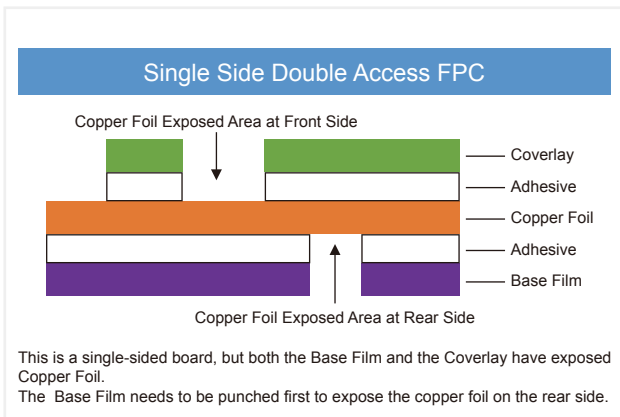 Single Side Double Access FPC
Copper Foil Exposed Area at Front Side
Coverlay
Adhesive
Copper Foil
Adhesive
Base Film
Copper Foil Exposed Area at Rear Side
This is a single-sided board, but both the Base Film and the Coverlay have exposed
Copper Foil.
The Base Film needs to be punched first to expose the copper foil on the rear side.